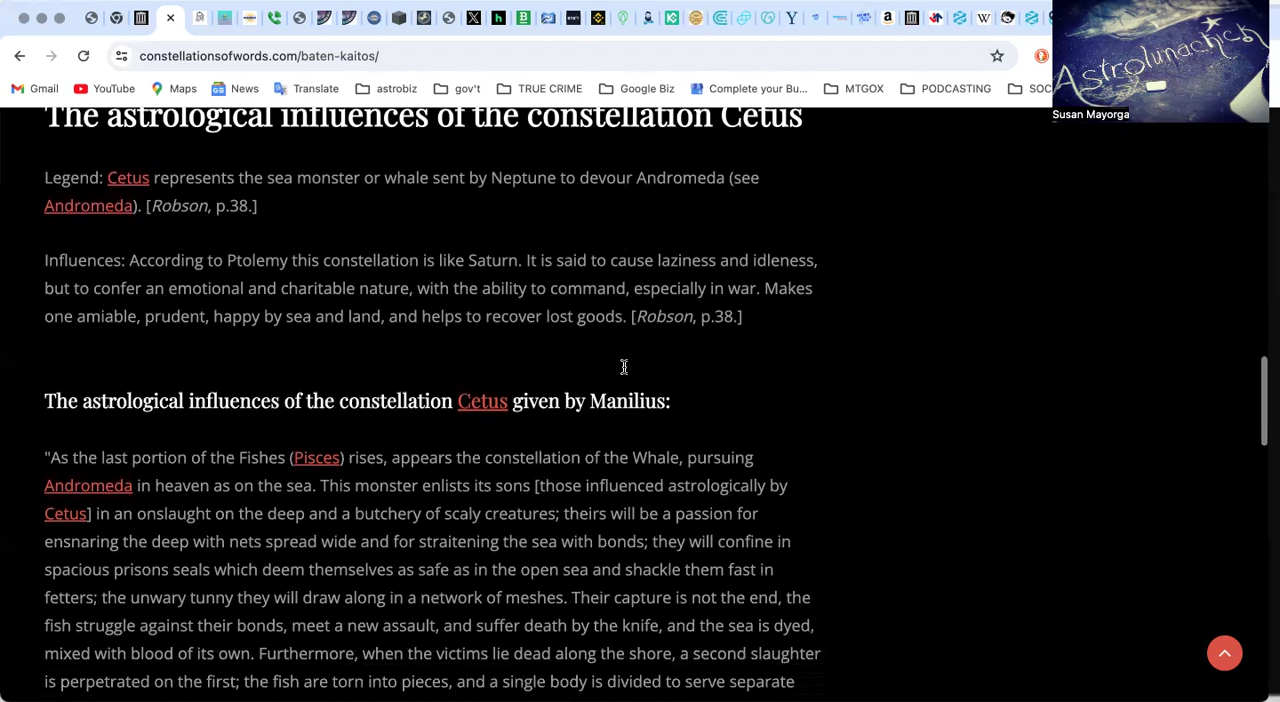 constellationsofwords.com/baten-kaitos/
Gmail YouTube Maps News Translate astrobiz gov't TRUE CRIME Google Biz Complete your Bu... MTGOX PODCASTING SOC
Astrolunachick
Susan Mayorga
The astrological influences of the constellation Cetus
Legend: Cetus represents the sea monster or whale sent by Neptune to devour Andromeda (see
Andromeda). [Robson, p.38.]
Influences: According to Ptolemy this constellation is like Saturn. It is said to cause laziness and idleness,
but to confer an emotional and charitable nature, with the ability to command, especially in war. Makes
one amiable, prudent, happy by sea and land, and helps to recover lost goods. [Robson, p.38.]
The astrological influences of the constellation Cetus given by Manilius:
"As the last portion of the Fishes (Pisces) rises, appears the constellation of the Whale, pursuing
Andromeda in heaven as on the sea. This monster enlists its sons [those influenced astrologically by
Cetus] in an onslaught on the deep and a butchery of scaly creatures; theirs will be a passion for
ensnaring the deep with nets spread wide and for straitening the sea with bonds; they will confine in
spacious prisons seals which deem themselves as safe as in the open sea and shackle them fast in
fetters; the unwary tunny they will draw along in a network of meshes. Their capture is not the end, the
fish struggle against their bonds, meet a new assault, and suffer death by the knife, and the sea is dyed,
mixed with blood of its own. Furthermore, when the victims lie dead along the shore, a second slaughter
is perpetrated on the first; the fish are torn into pieces, and a single body is divided to serve separate